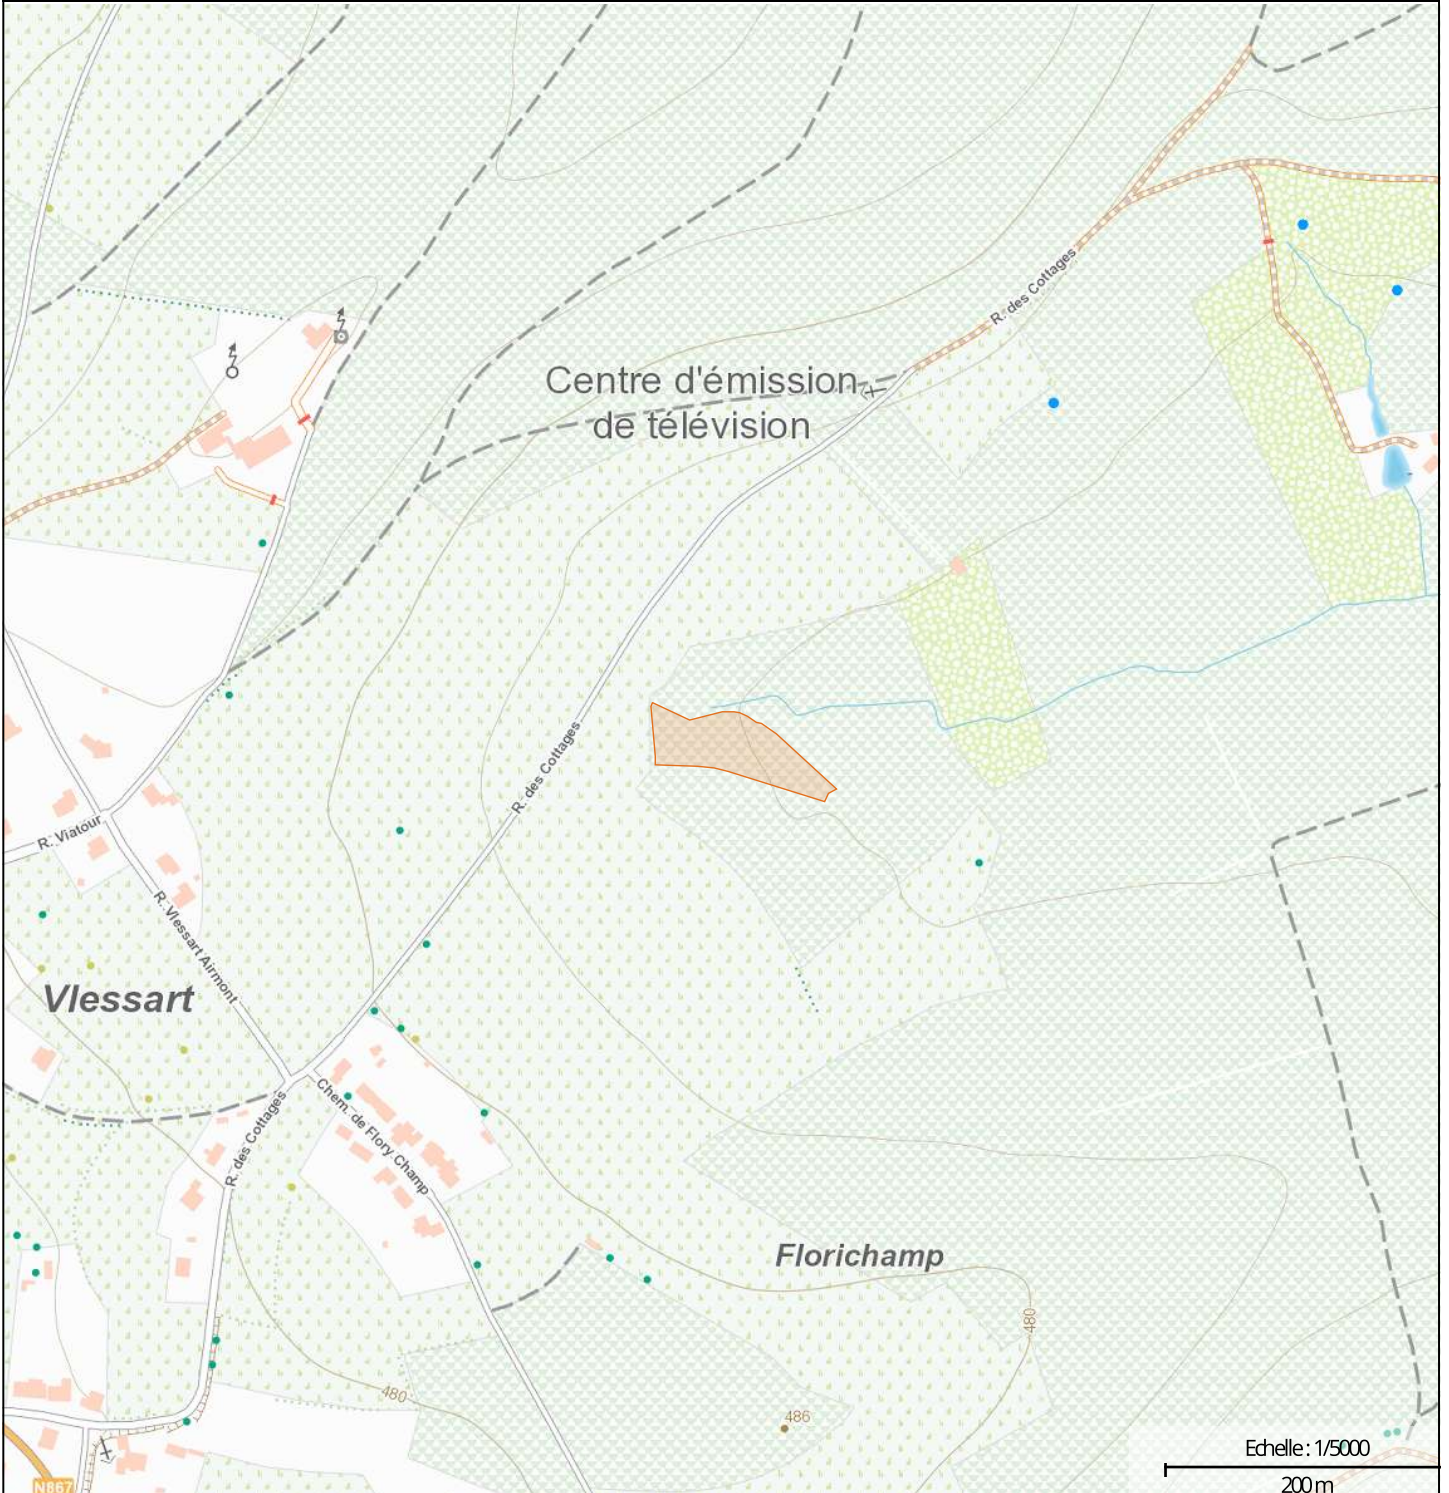 R. des Cottages
Centre d'émission
de télévision
R. des Cottages
R. Viatour
R. Vlessart Airmont
Vlessart
Chem. de Flory Champ
R. des Cottages
Florichamp
480
480
486
Echelle : 1/5000
200 m
N867